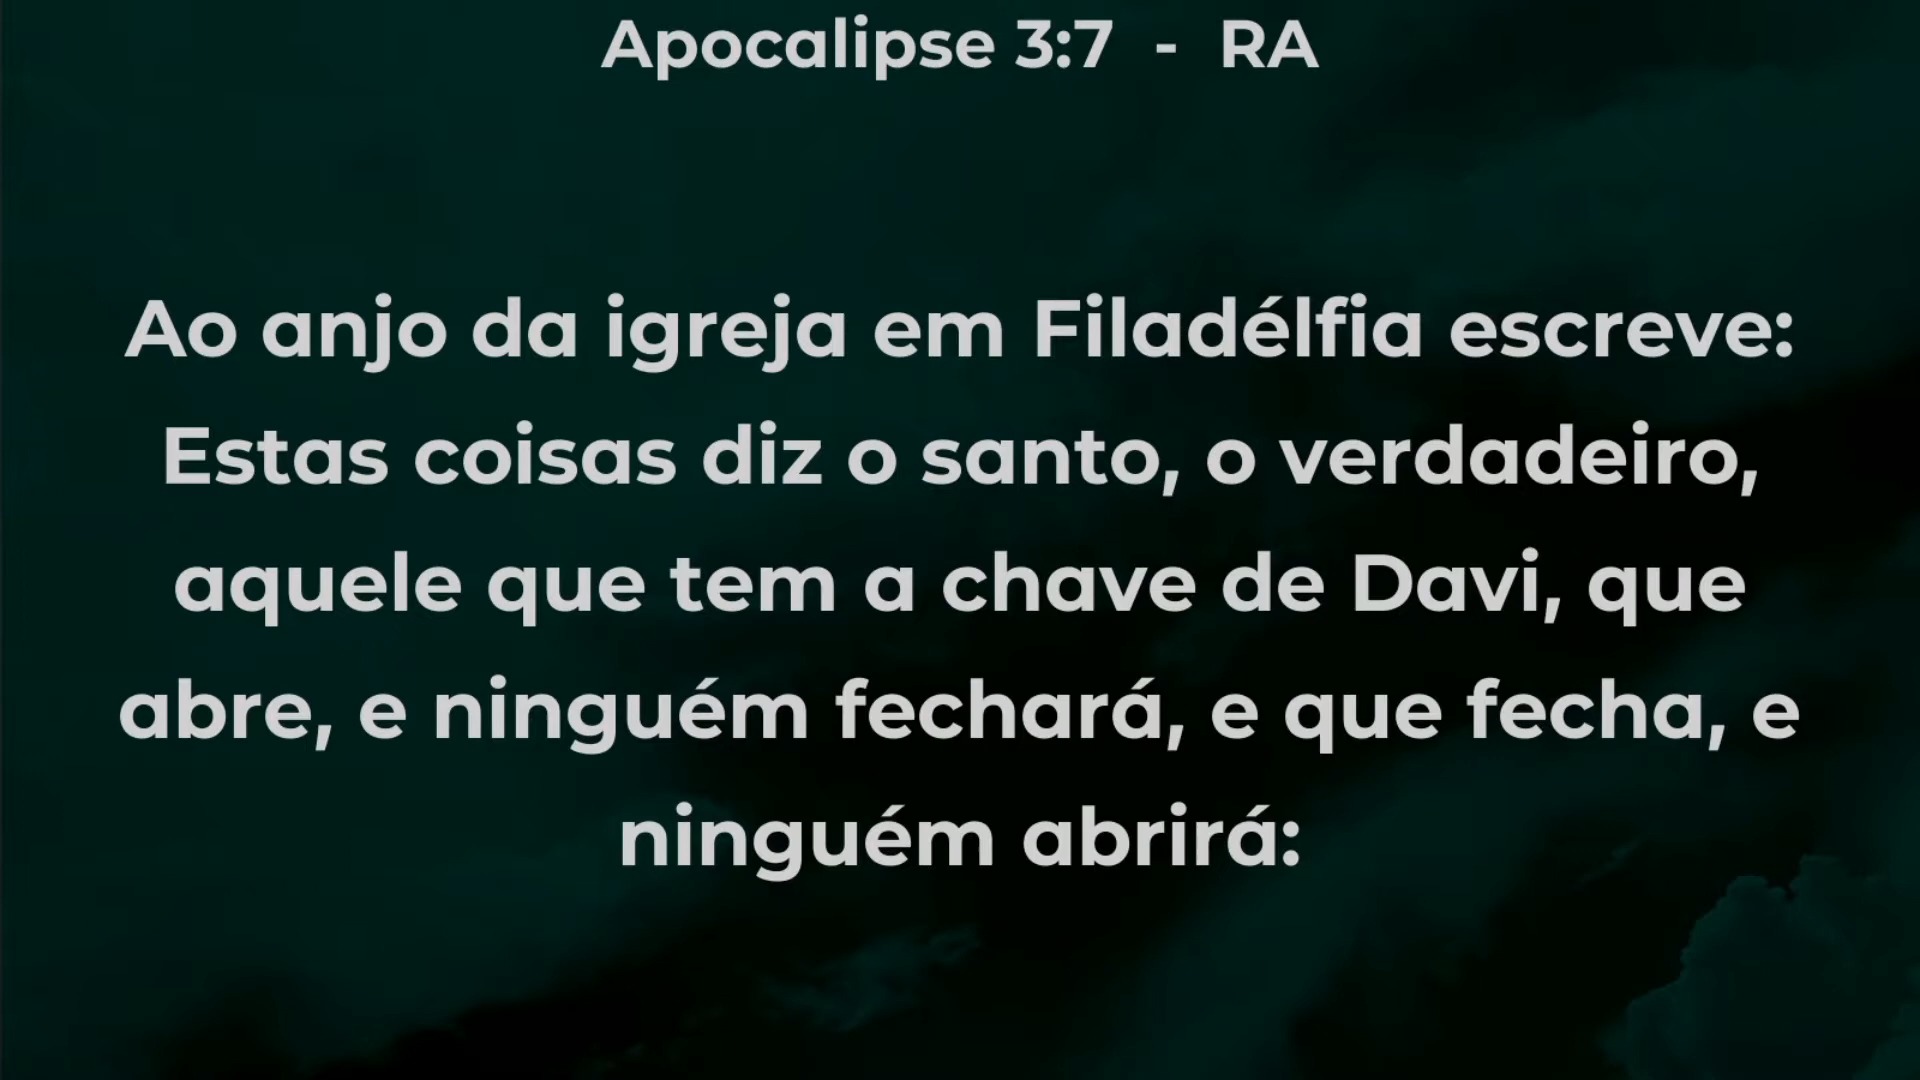 Apocalipse 3:7 - RA
Ao anjo da igreja em Filadélfia escreve:
Estas coisas diz o santo, o verdadeiro,
aquele que tem a chave de Davi, que
abre, e ninguém fechará, e que fecha, e
ninguém abrirá: